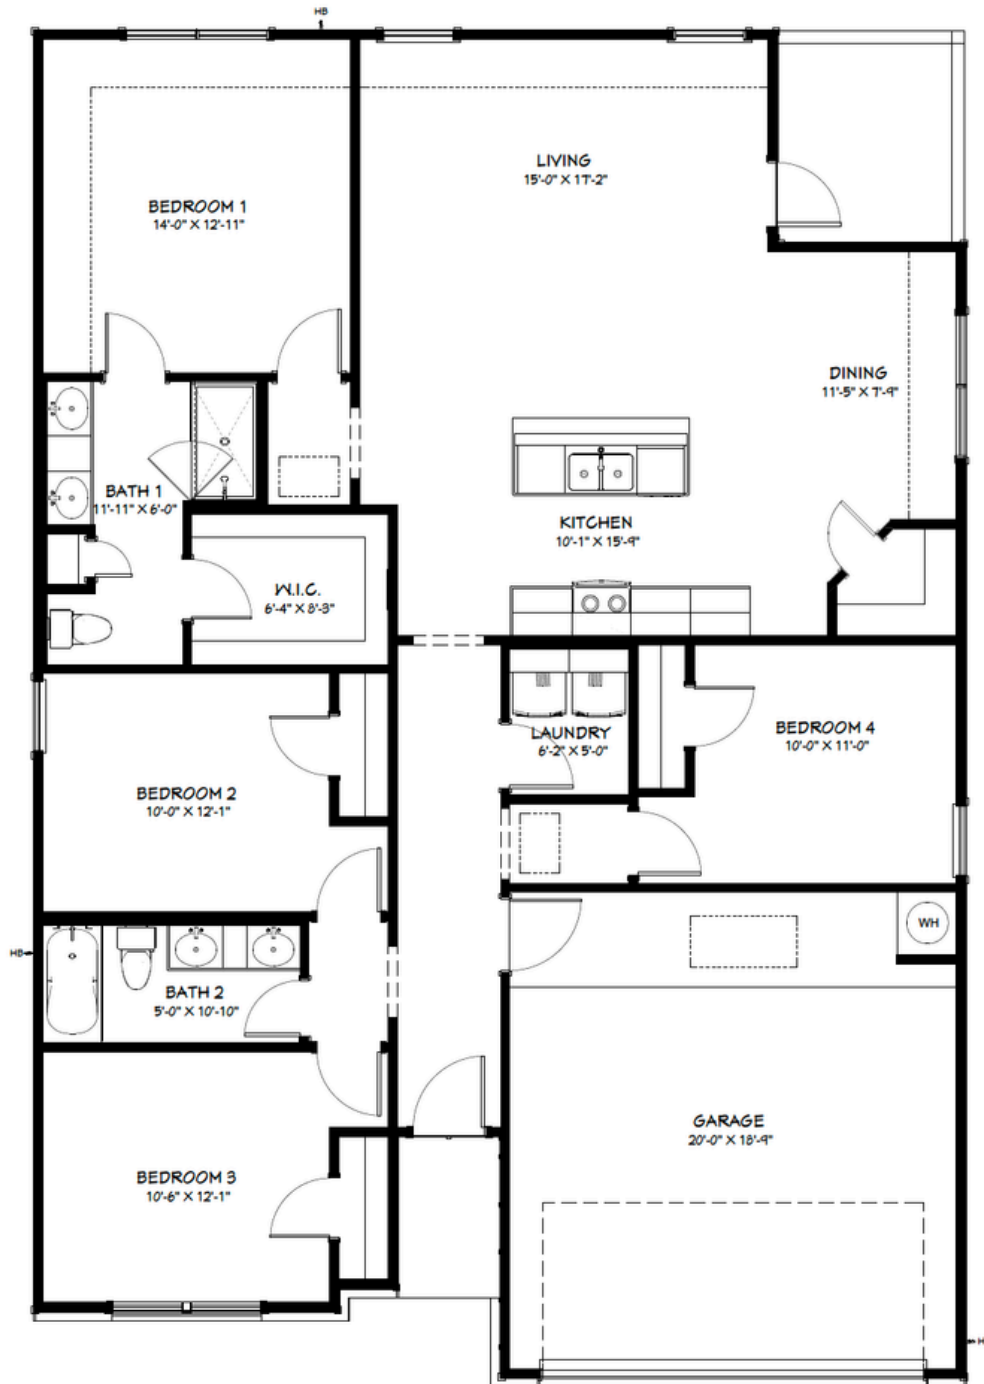 HB
LIVING
15'-0" X 17'-2"
BEDROOM 1
14'-0" X 12'-11"
DINING
11'-5" X 7'-9"
BATH 1
11'-11" X 6'-0"
KITCHEN
10'-1" X 15'-9"
W.I.C.
6'-4" X 8'-3"
LAUNDRY
6'-2" X 5'-0"
BEDROOM 4
10'-0" X 11'-0"
BEDROOM 2
10'-0" X 12'-1"
WH
HB
BATH 2
5'-0" X 10'-10"
GARAGE
20'-0" X 18'-9"
BEDROOM 3
10'-6" X 12'-1"
H